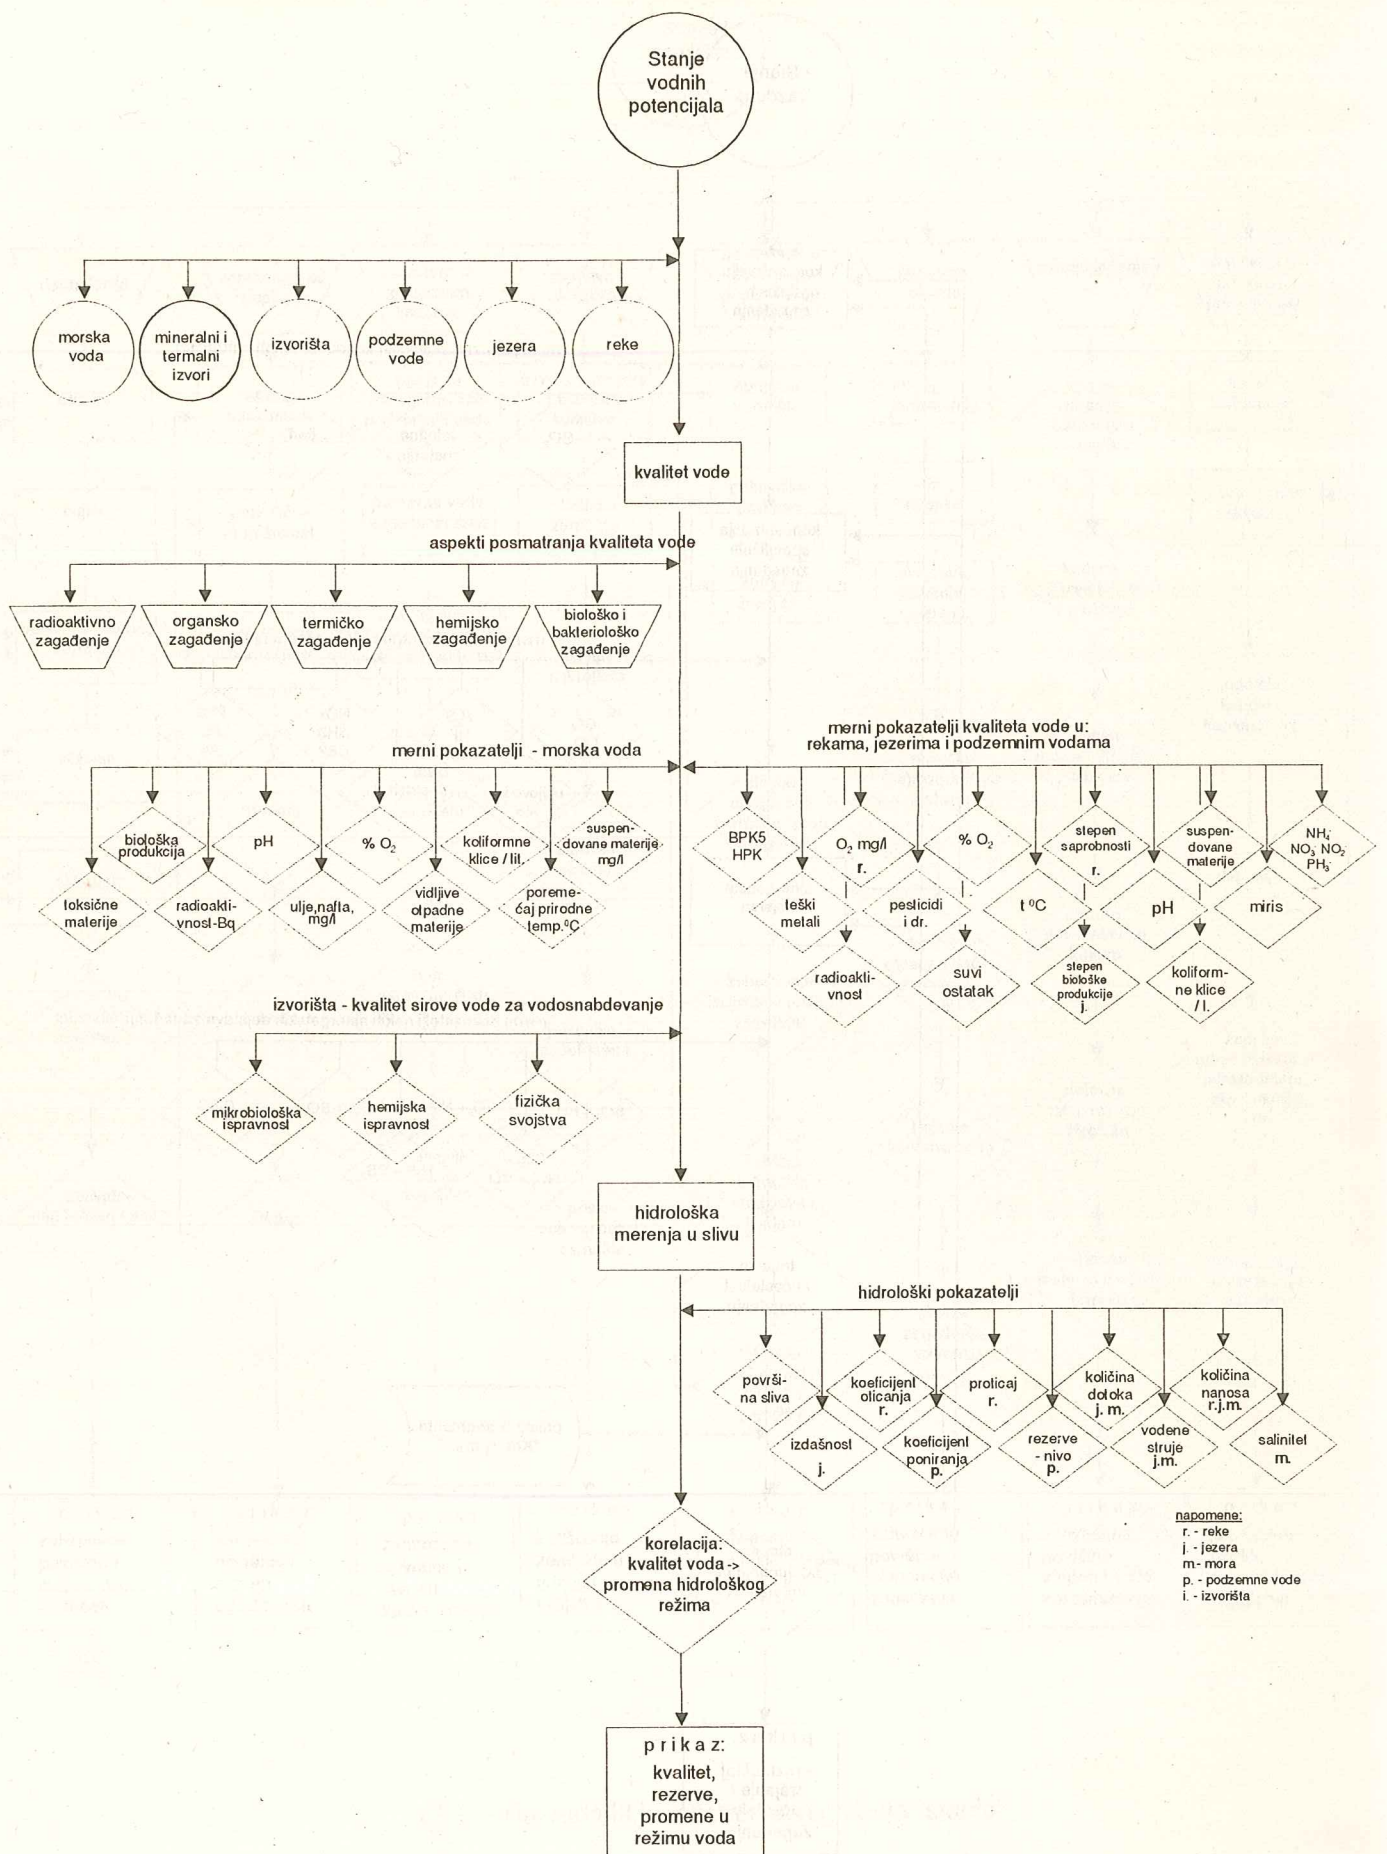 Stanje
vodnih
potencijala
morska
voda
mineralni i
termalni
izvori
izvorišta
podzemne
vode
jezera
reke
kvalitet vode
aspekti posmatranja kvaliteta vode
radioaktivno
zagađenje
organsko
zagađenje
termičko
zagađenje
hemijsko
zagađenje
biološko i
bakteriološko
zagađenje
merni pokazatelji - morska voda
merni pokazatelji kvaliteta vode u:
rekama, jezerima i podzemnim vodama
biološka
produkcija
pH
% O₂
koliformne
klice / lit.
suspen-
dovane materije
mg/l
toksične
materije
radioakti-
vnost-Bq
ulje,nafta,
mg/l
vidljive
otpadne
materije
poreme-
ćaj prirodne
temp.⁰C
BPK5
HPK
O₂ mg/l
r.
% O₂
stepen
saprobnosti
r.
suspen-
dovane
materije
NH₄
NO₃ NO₂
PH₃
teški
metali
pesticidi
i dr.
t ⁰C
pH
miris
radioakti-
vnost
suvi
ostatak
stepen
biološke
produkcije
j.
koliform-
ne klice
/ l.
izvorišta - kvalitet sirove vode za vodosnabdevanje
mikrobiološka
ispravnost
hemijska
ispravnost
fizička
svojstva
hidrološka
merenja u slivu
hidrološki pokazatelji
površi-
na sliva
koeficijent
oticanja
r.
proticaj
r.
količina
dotoka
j. m.
količina
nanosa
r.j.m.
izdašnost
j.
koeficijent
poniranja
p.
rezerve
- nivo
p.
vodene
struje
j.m.
salinitet
m.
napomene:
r. - reke
j. - jezera
m - mora
p. - podzemne vode
i. - izvorišta
korelacija:
kvalitet voda ->
promena hidrološkog
režima
p r i k a z:
kvalitet,
rezerve,
promene u
režimu voda